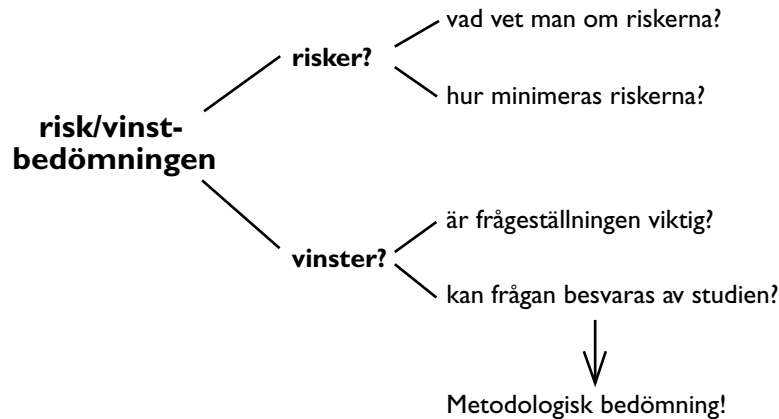 vad vet man om riskerna?
risker?
hur minimeras riskerna?
risk/vinst-
bedömningen
är frågeställningen viktig?
vinster?
kan frågan besvaras av studien?
Metodologisk bedömning!